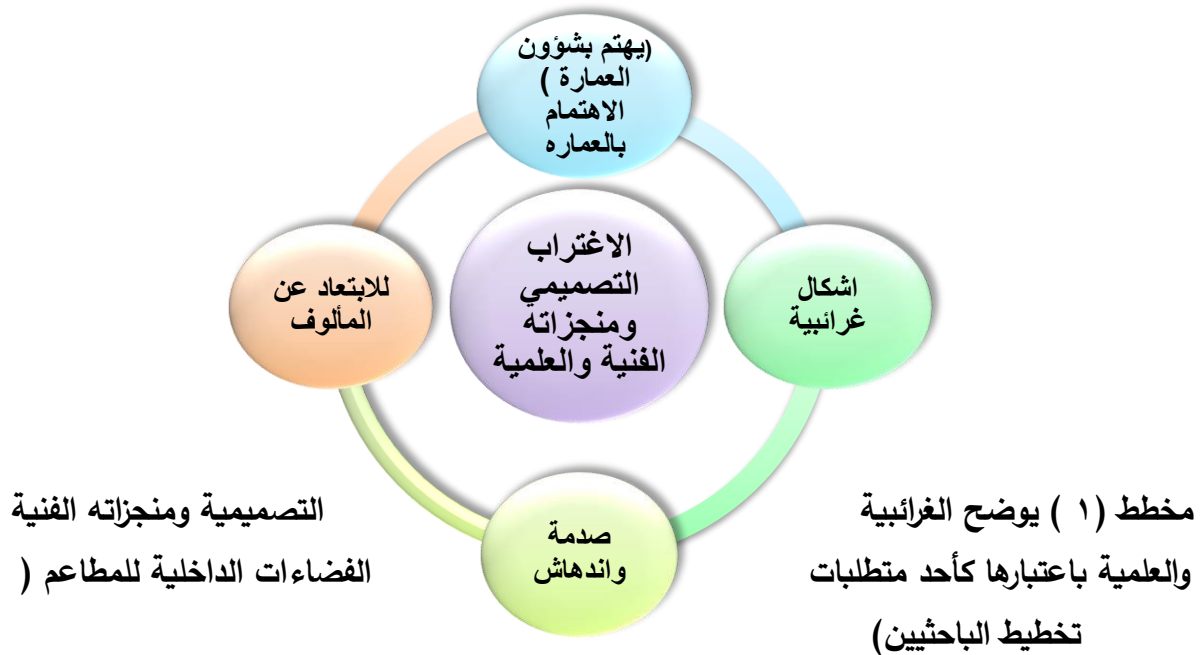 (يهتم بشؤون
العمارة )
الاهتمام
بالعماره
اشكال
غرائبية
صدمة
واندهاش
للابتعاد عن
المألوف
الاغتراب
التصميمي
ومنجزاته
الفنية والعلمية
مخطط (١ ) يوضح الغرائبية التصميمية ومنجزاته الفنية
والعلمية باعتبارها كأحد متطلبات الفضاءات الداخلية للمطاعم (
تخطيط الباحثيين)